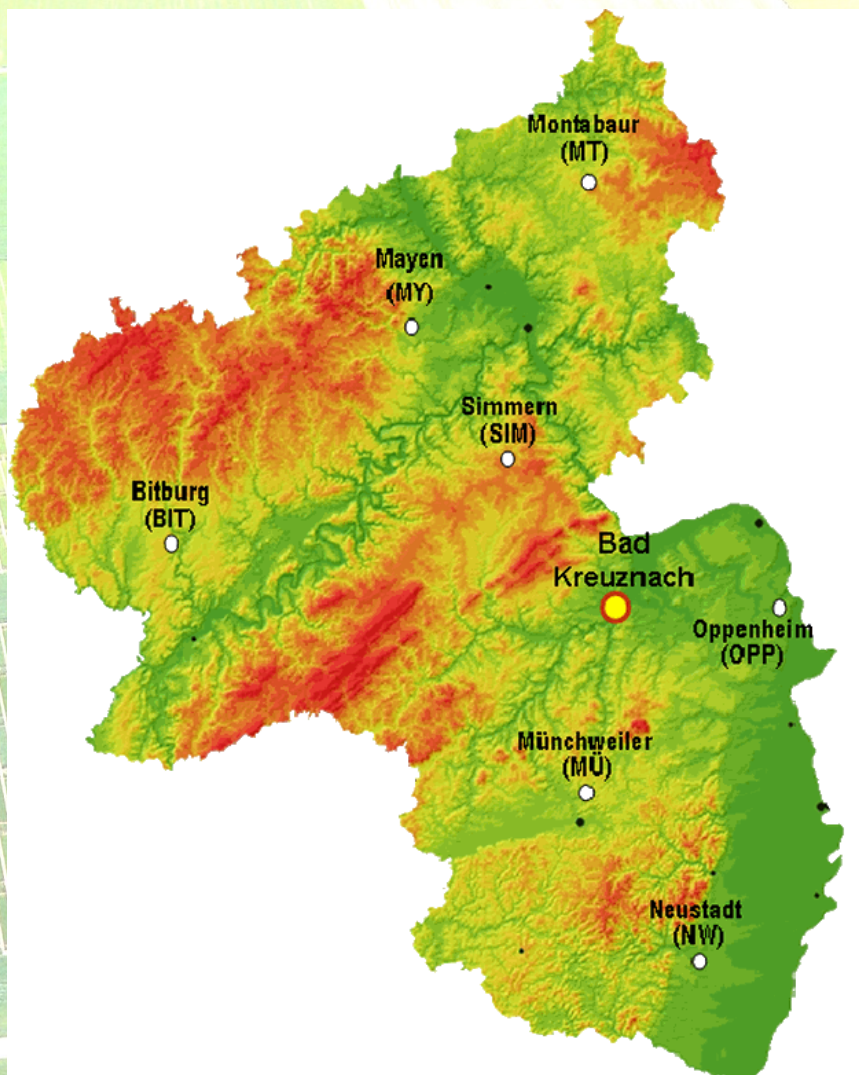 Montabaur
(MT)
Mayen
(MY)
Simmern
(SIM)
Bitburg
(BIT)
Bad
Kreuznach
Oppenheim
(OPP)
Münchweiler
(MÜ)
Neustadt
(NW)